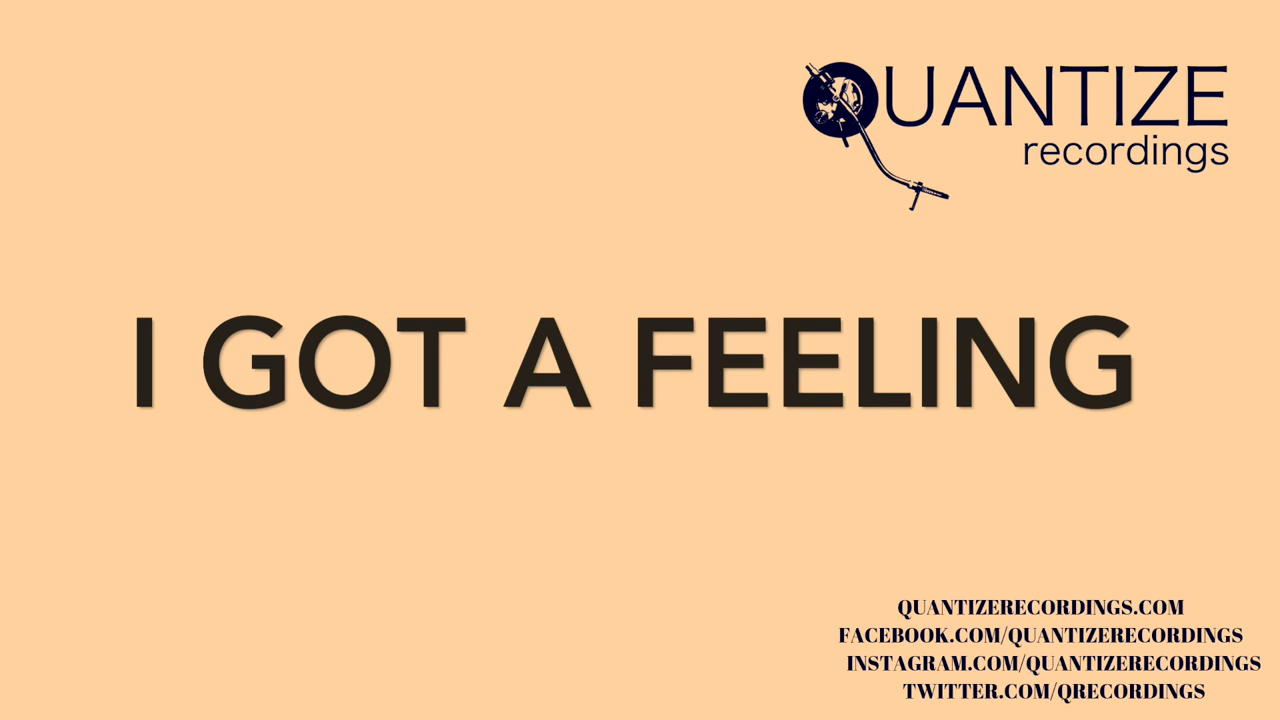 QUANTIZE
recordings
I GOT A FEELING
QUANTIZERECORDINGS.COM
FACEBOOK.COM/QUANTIZERECORDINGS
INSTAGRAM.COM/QUANTIZERECORDINGS
TWITTER.COM/QRECORDINGS